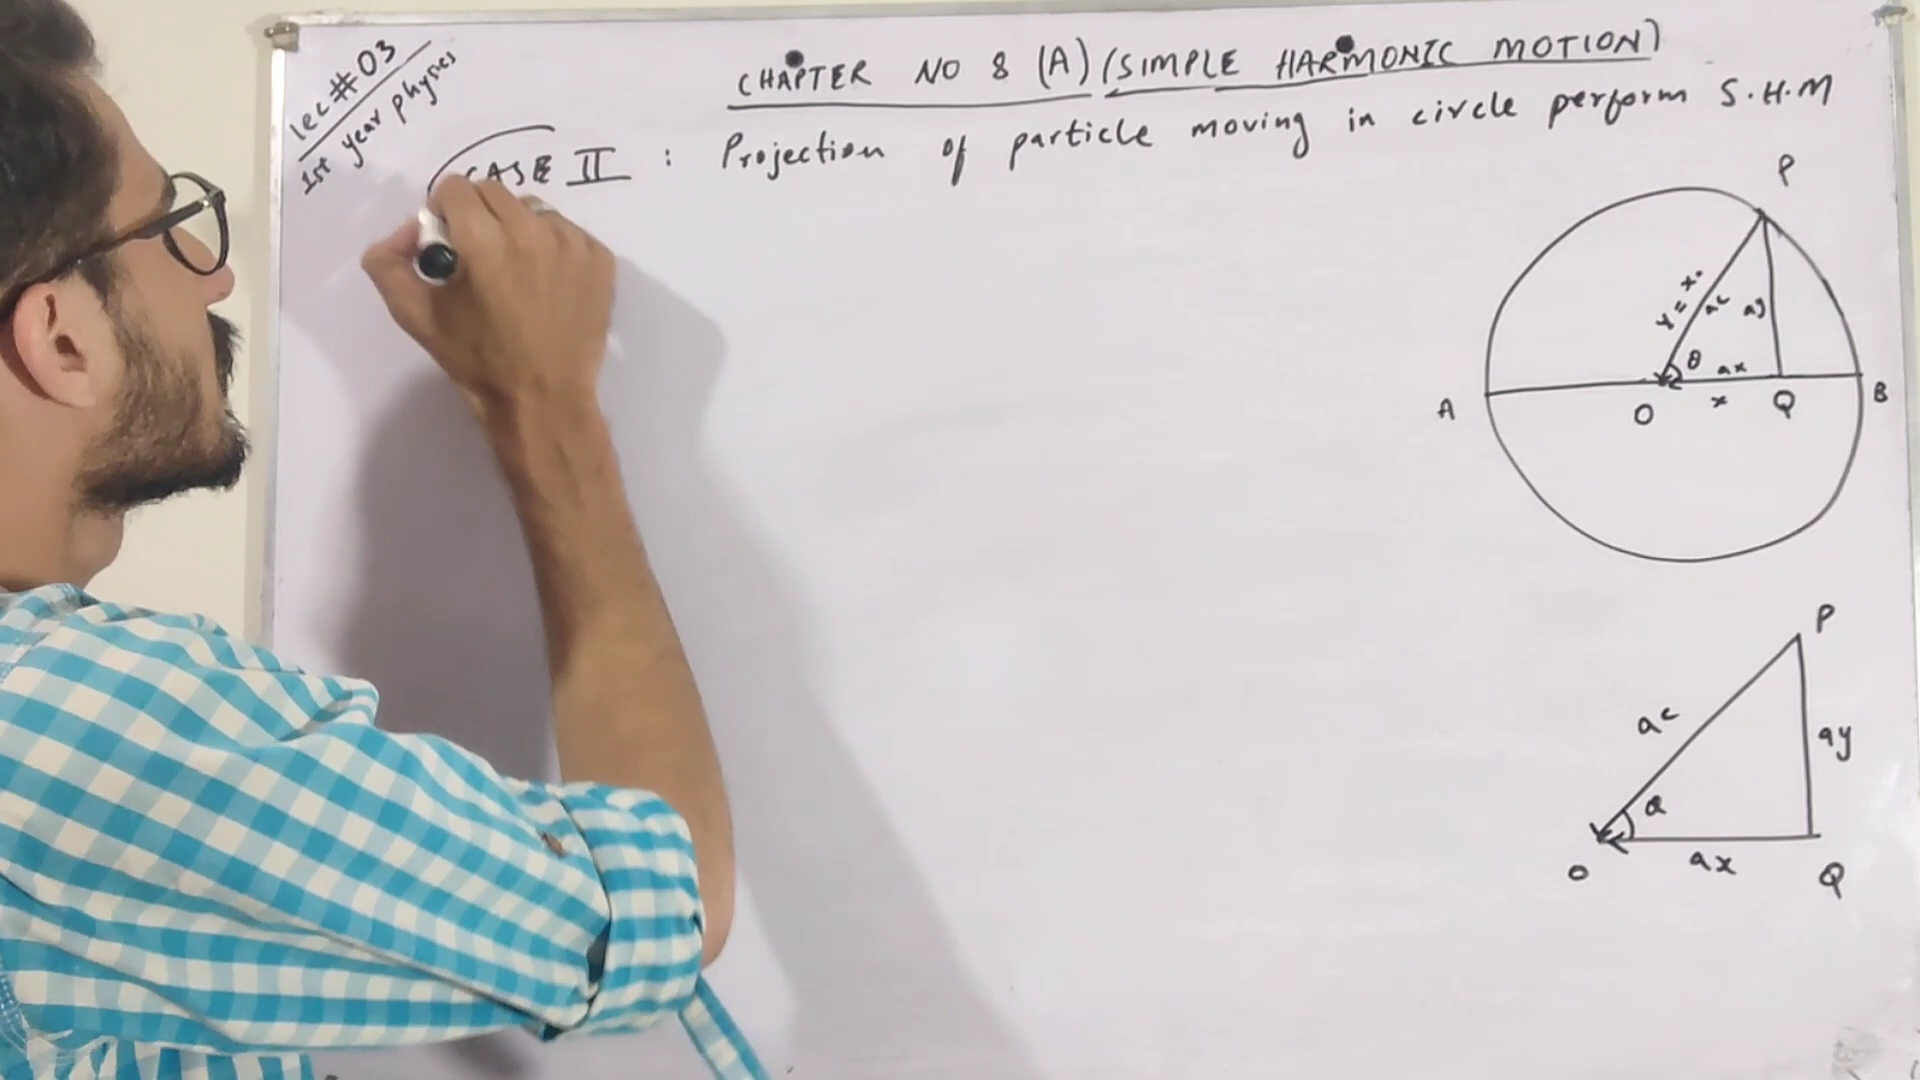 Lec # 03
1st year physics
CHAPTER NO 8 (A) (SIMPLE HARMONIC MOTION)
CASE II : Projection of particle moving in circle perform S.H.M
P
ac
ay
θ
ax
A
O
x
Q
B
P
ac
ay
O
ax
Q